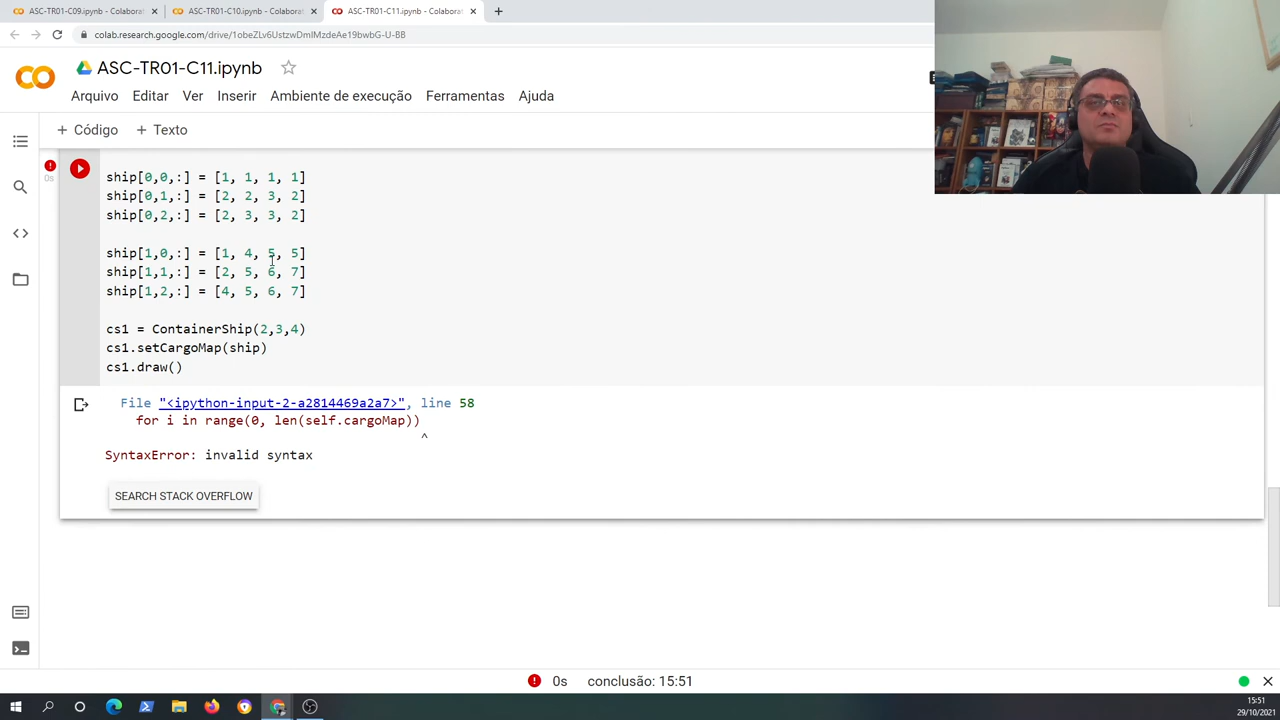 ASC-TR01-C09.ipynb - Colaborat
ASC-TR01-C10.ipynb - Colaborat
ASC-TR01-C11.ipynb - Colaborat
colab.research.google.com/drive/1obeZLv6UstzwDmIMzdeAe19bwbG-U-BB
ASC-TR01-C11.ipynb
Arquivo Editar Ver Inserir Ambiente de execução Ferramentas Ajuda
+ Código + Texto
0s
ship[0,0,:] = [1, 1, 1, 1]
ship[0,1,:] = [2, 2, 3, 2]
ship[0,2,:] = [2, 3, 3, 2]
ship[1,0,:] = [1, 4, 5, 5]
ship[1,1,:] = [2, 5, 6, 7]
ship[1,2,:] = [4, 5, 6, 7]
cs1 = ContainerShip(2,3,4)
cs1.setCargoMap(ship)
cs1.draw()
File "<ipython-input-2-a2814469a2a7>", line 58
for i in range(0, len(self.cargoMap))
^
SyntaxError: invalid syntax
SEARCH STACK OVERFLOW
0s conclusão: 15:51
15:51
29/10/2021